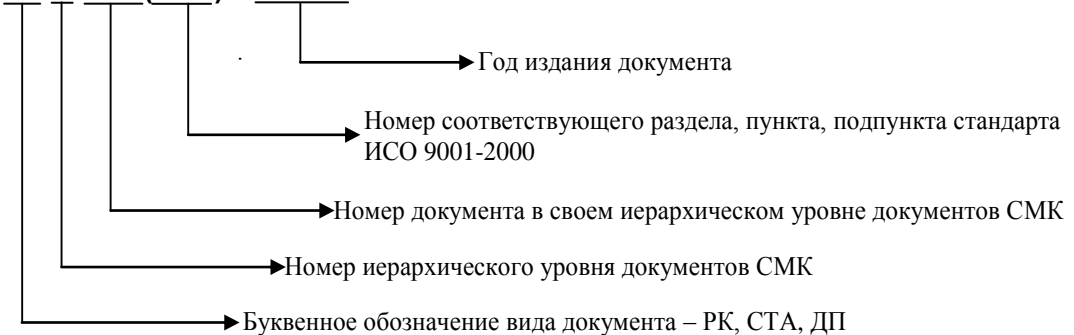 Год издания документа
Номер соответствующего раздела, пункта, подпункта стандарта
ИСО 9001-2000
Номер документа в своем иерархическом уровне документов СМК
Номер иерархического уровня документов СМК
Буквенное обозначение вида документа – РК, СТА, ДП